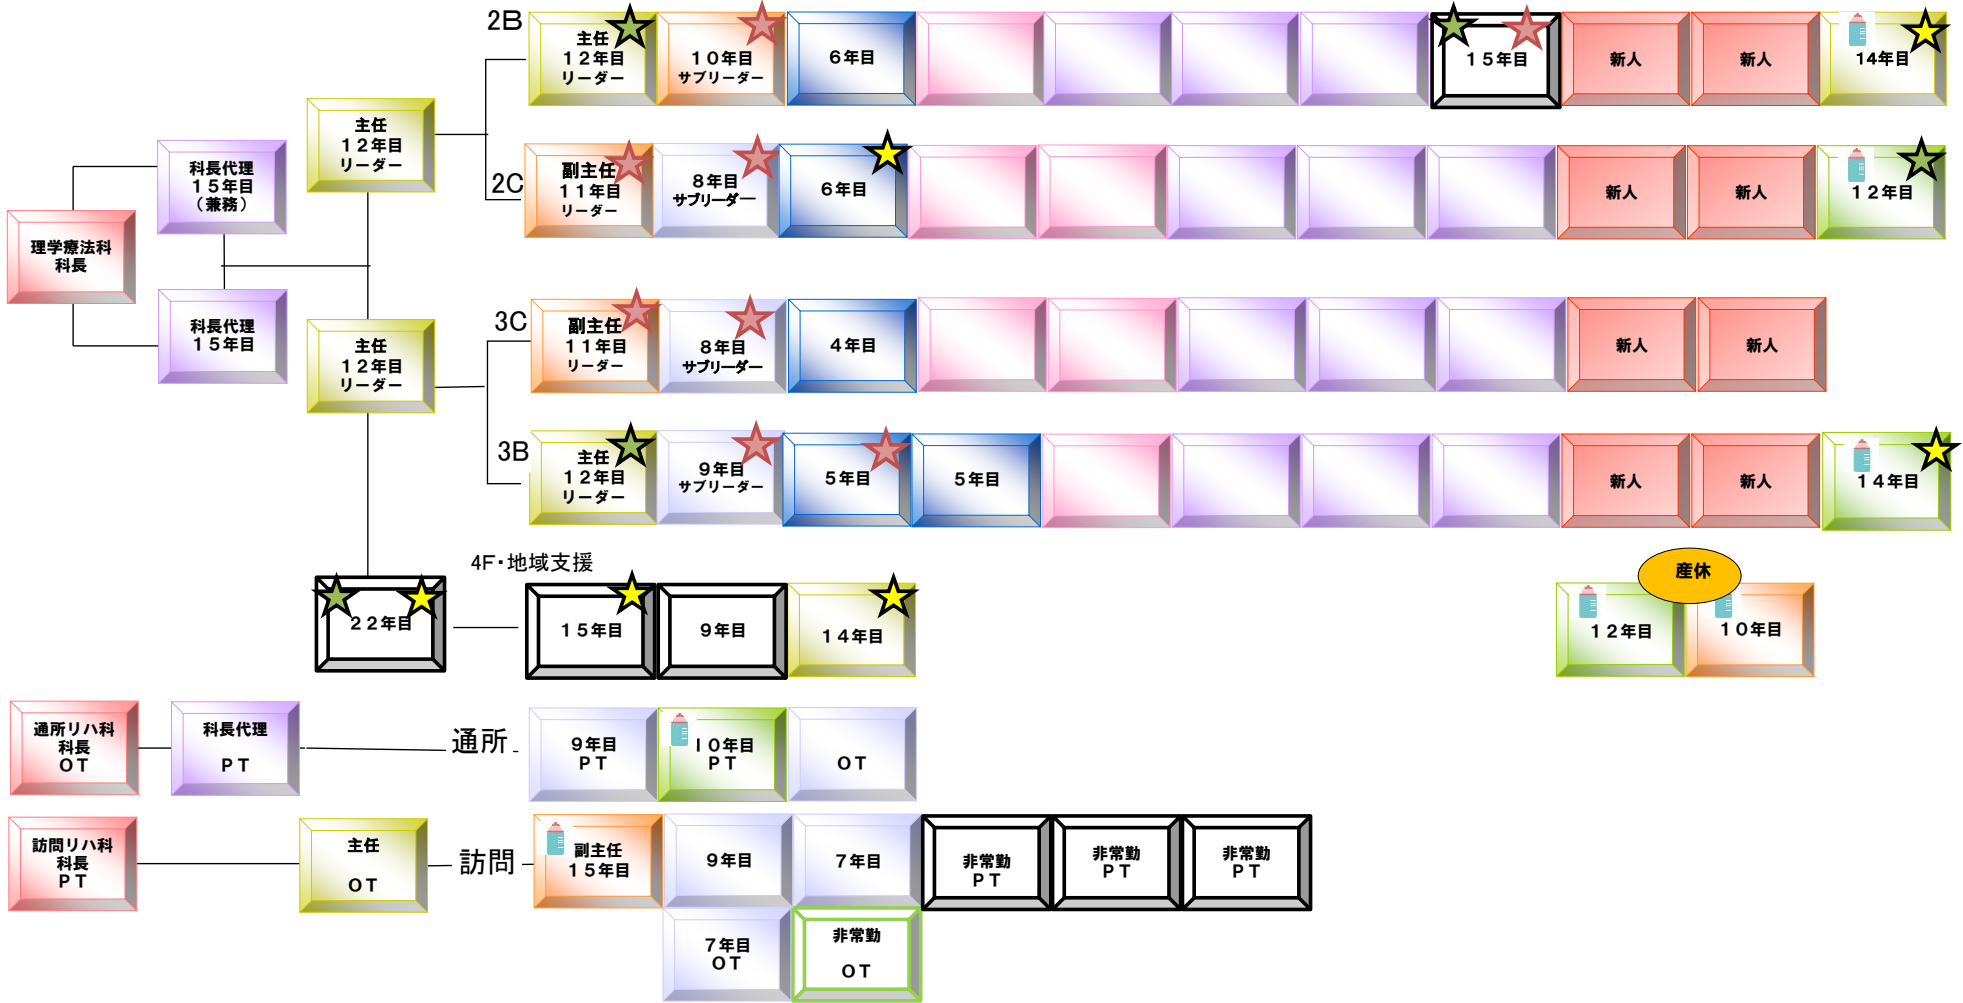 2B
主任
１２年目
リーダー
１０年目
サブリーダー
６年目
１５年目
新人
新人
14年目
主任
１２年目
リーダー
科長代理
１５年目
（兼務）
2C
副主任
１１年目
リーダー
８年目
サブリーダー
６年目
新人
新人
１２年目
理学療法科
科長
科長代理
１５年目
主任
１２年目
リーダー
3C
副主任
１１年目
リーダー
８年目
サブリーダー
４年目
新人
新人
3B
主任
１２年目
リーダー
９年目
サブリーダー
５年目
５年目
新人
新人
１４年目
4F・地域支援
２２年目
１５年目
９年目
１４年目
産休
１２年目
１０年目
通所リハ科
科長
ＯＴ
科長代理
ＰＴ
通所
９年目
ＰＴ
１０年目
ＰＴ
ＯＴ
訪問リハ科
科長
ＰＴ
主任
ＯＴ
訪問
副主任
１５年目
９年目
７年目
非常勤
ＰＴ
非常勤
ＰＴ
非常勤
ＰＴ
７年目
ＯＴ
非常勤
ＯＴ